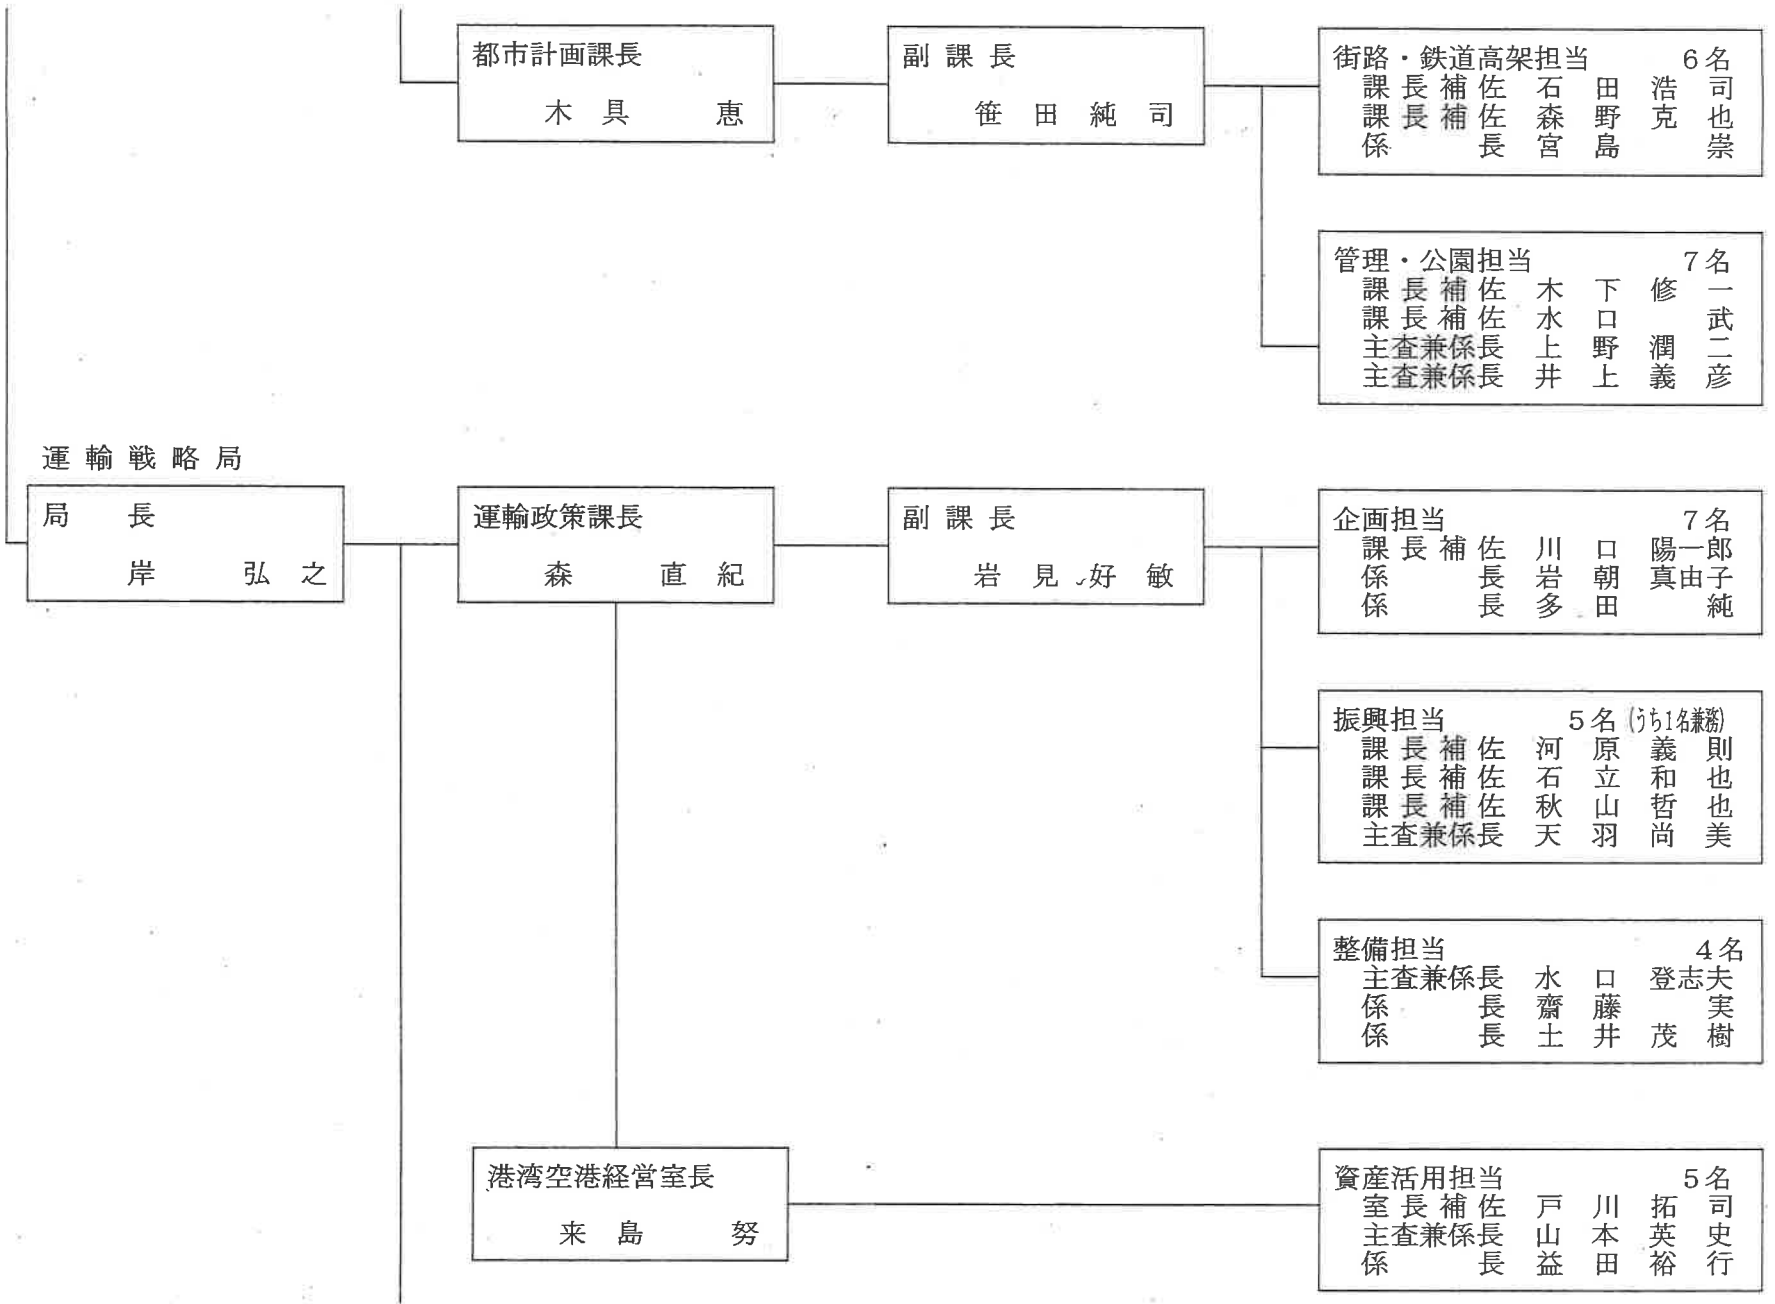 都市計画課長
木具 恵
副課長
笹田純司
街路・鉄道高架担当 6名
課長補佐 石田浩司
課長補佐 森野克也
係長 宮島崇
管理・公園担当 7名
課長補佐 木下修一
課長補佐 水口武
主査兼係長 上野潤二
主査兼係長 井上義彦
運輸戦略局
局長
岸 弘之
運輸政策課長
森 直紀
副課長
岩見好敏
企画担当 7名
課長補佐 川口陽一郎
係長 岩朝真由子
係長 多田純
振興担当 5名(うち1名兼務)
課長補佐 河原義則
課長補佐 石立和也
課長補佐 秋山哲也
主査兼係長 天羽尚美
整備担当 4名
主査兼係長 水口登志夫
係長 齋藤実
係長 土井茂樹
港湾空港経営室長
来島 努
資産活用担当 5名
室長補佐 戸川拓司
主査兼係長 山本英史
係長 益田裕行